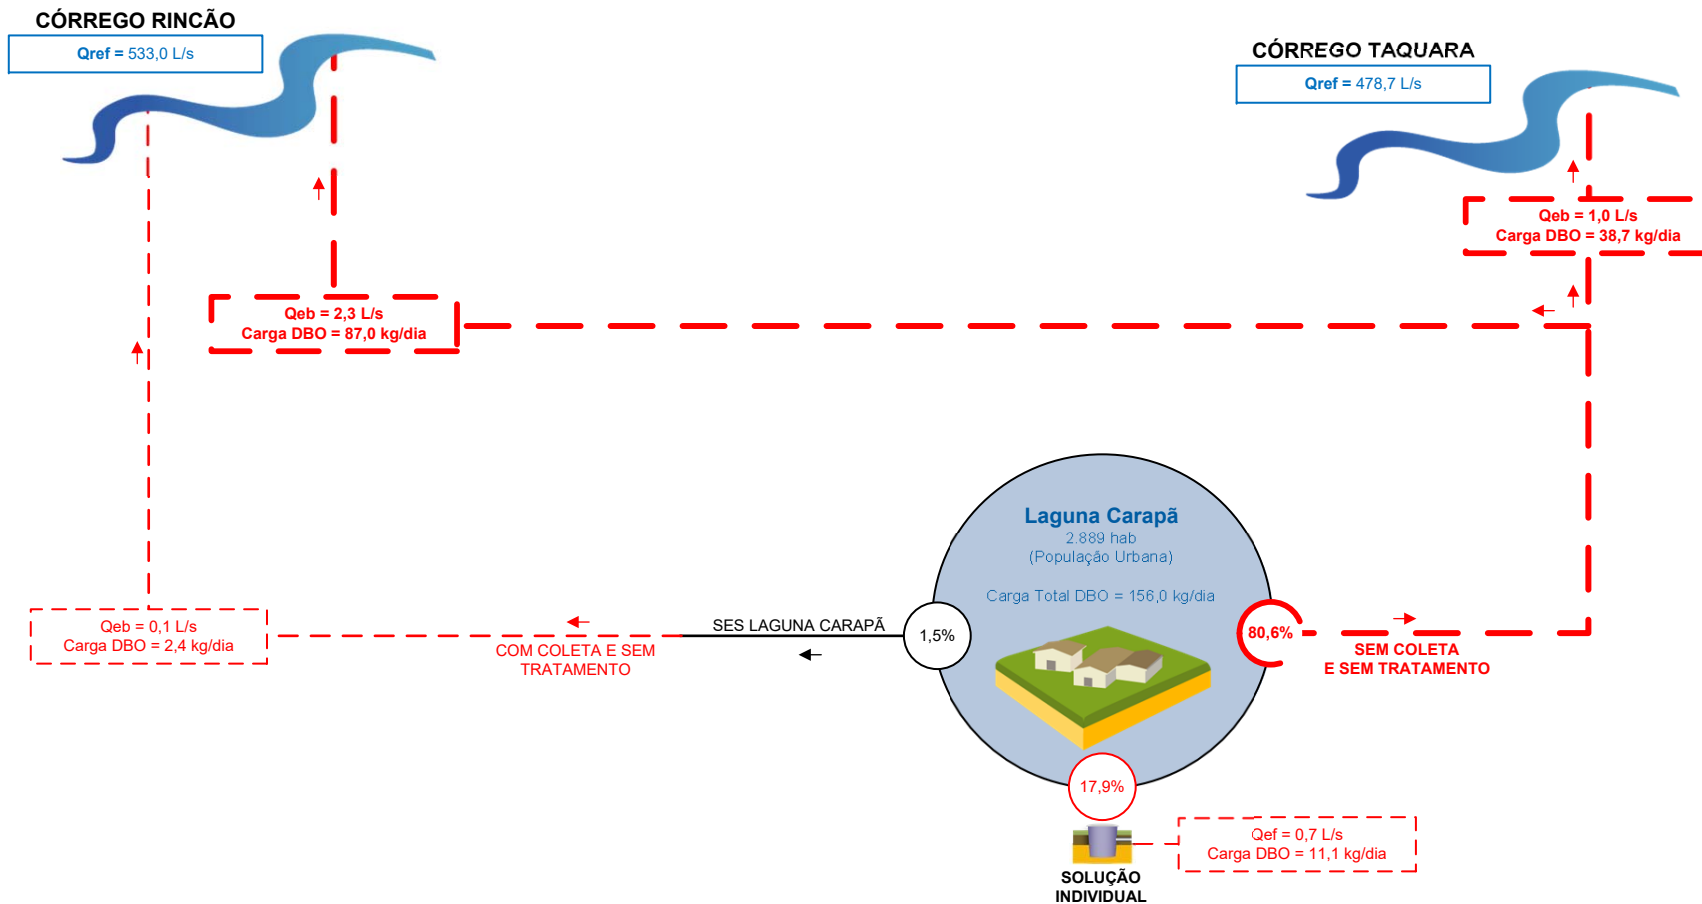 CÓRREGO RINCÃO
Qref = 533,0 L/s
CÓRREGO TAQUARA
Qref = 478,7 L/s
Qeb = 1,0 L/s
Carga DBO = 38,7 kg/dia
Qeb = 2,3 L/s
Carga DBO = 87,0 kg/dia
Laguna Carapã
2.889 hab
(População Urbana)
Carga Total DBO = 156,0 kg/dia
Qeb = 0,1 L/s
Carga DBO = 2,4 kg/dia
COM COLETA E SEM
TRATAMENTO
SES LAGUNA CARAPÃ
1,5%
80,6%
SEM COLETA
E SEM TRATAMENTO
17,9%
Qef = 0,7 L/s
Carga DBO = 11,1 kg/dia
SOLUÇÃO
INDIVIDUAL